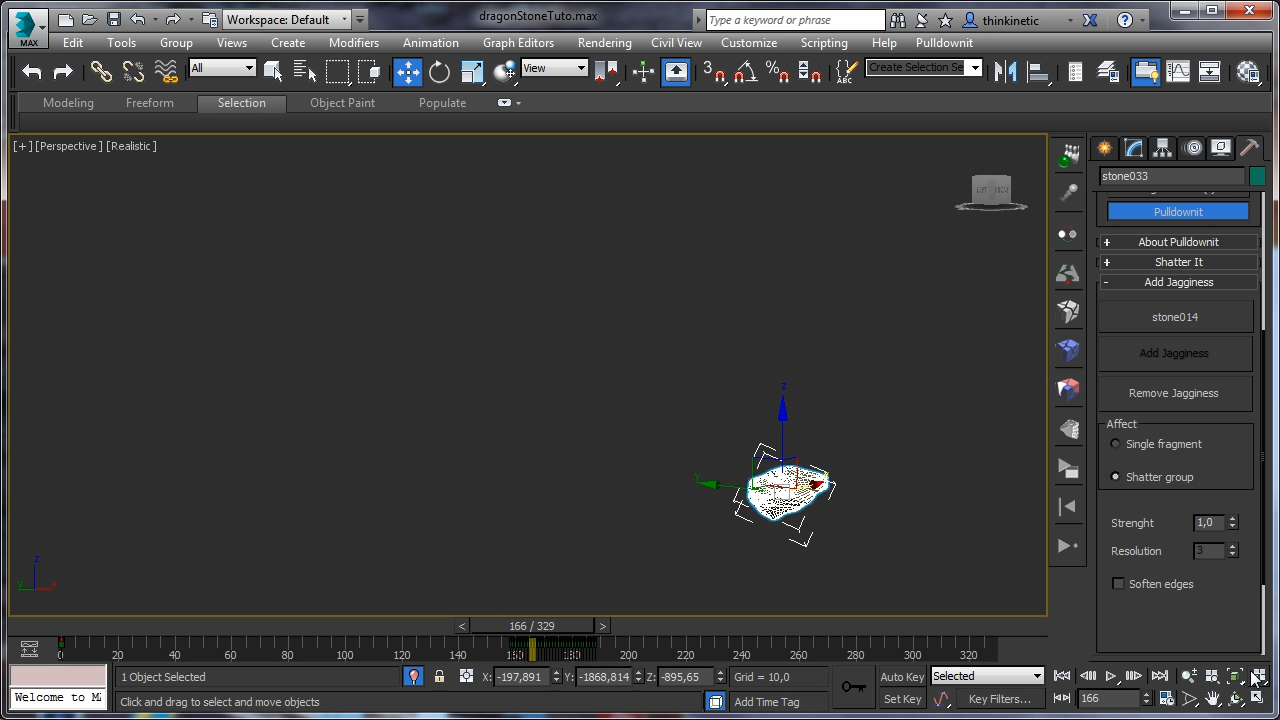 Workspace: Default
dragonStoneTuto.max
Type a keyword or phrase
thinkinetic
MAX
Edit Tools Group Views Create Modifiers Animation Graph Editors Rendering Civil View Customize Scripting Help Pulldownit
All
View
3
%
ABC
Create Selection Se
Modeling Freeform Selection Object Paint Populate
[+] [Perspective ] [Realistic ]
stone033
Pulldownit
+ About Pulldownit
+ Shatter It
- Add Jagginess
stone014
Add Jagginess
Remove Jagginess
Affect
Single fragment
Shatter group
Strenght 1,0
Resolution 3
Soften edges
z
y
z
y x
< 166 / 329 >
0 20 40 60 80 100 120 140 160 180 200 220 240 260 280 300 320
1 Object Selected
X: -197,891 Y: -1868,814 Z: -895,65
Grid = 10,0
Auto Key
Selected
Welcome to MA
Click and drag to select and move objects
Add Time Tag
Set Key
Key Filters...
166